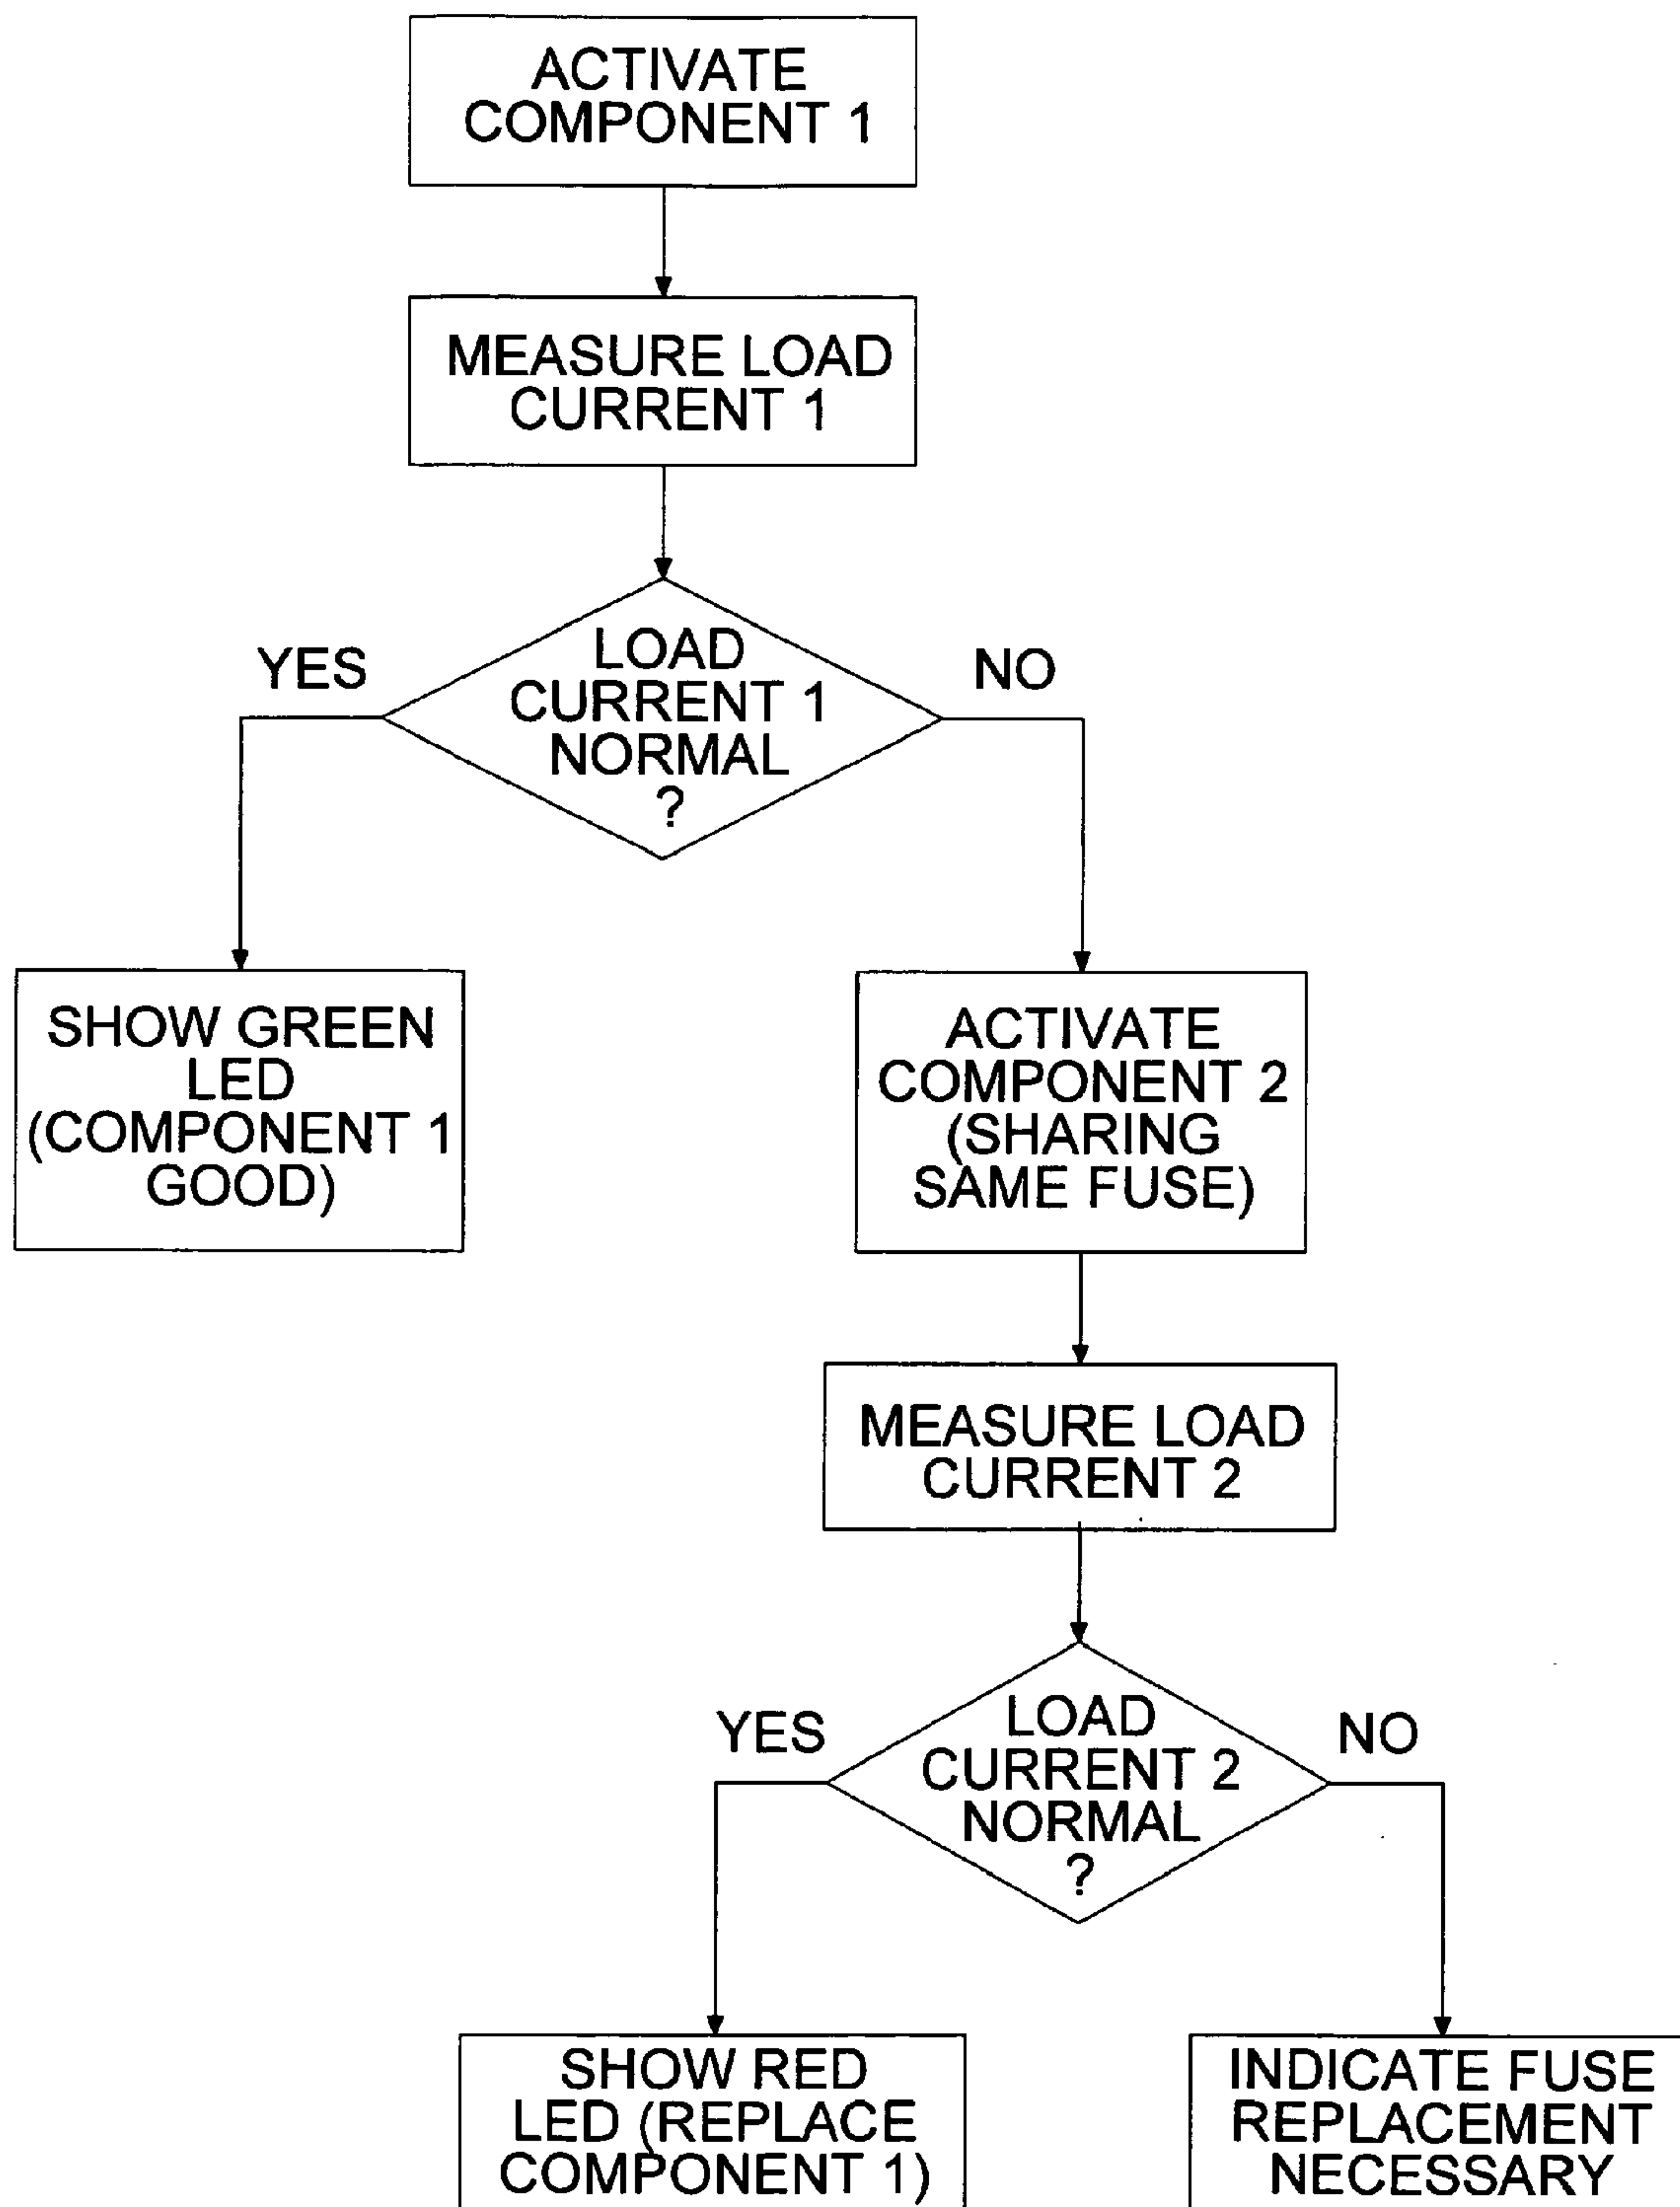 ACTIVATE
COMPONENT 1
MEASURE LOAD
CURRENT 1
LOAD
CURRENT 1
NORMAL
?
YES
NO
SHOW GREEN
LED
(COMPONENT 1
GOOD)
ACTIVATE
COMPONENT 2
(SHARING
SAME FUSE)
MEASURE LOAD
CURRENT 2
LOAD
CURRENT 2
NORMAL
?
YES
NO
SHOW RED
LED (REPLACE
COMPONENT 1)
INDICATE FUSE
REPLACEMENT
NECESSARY